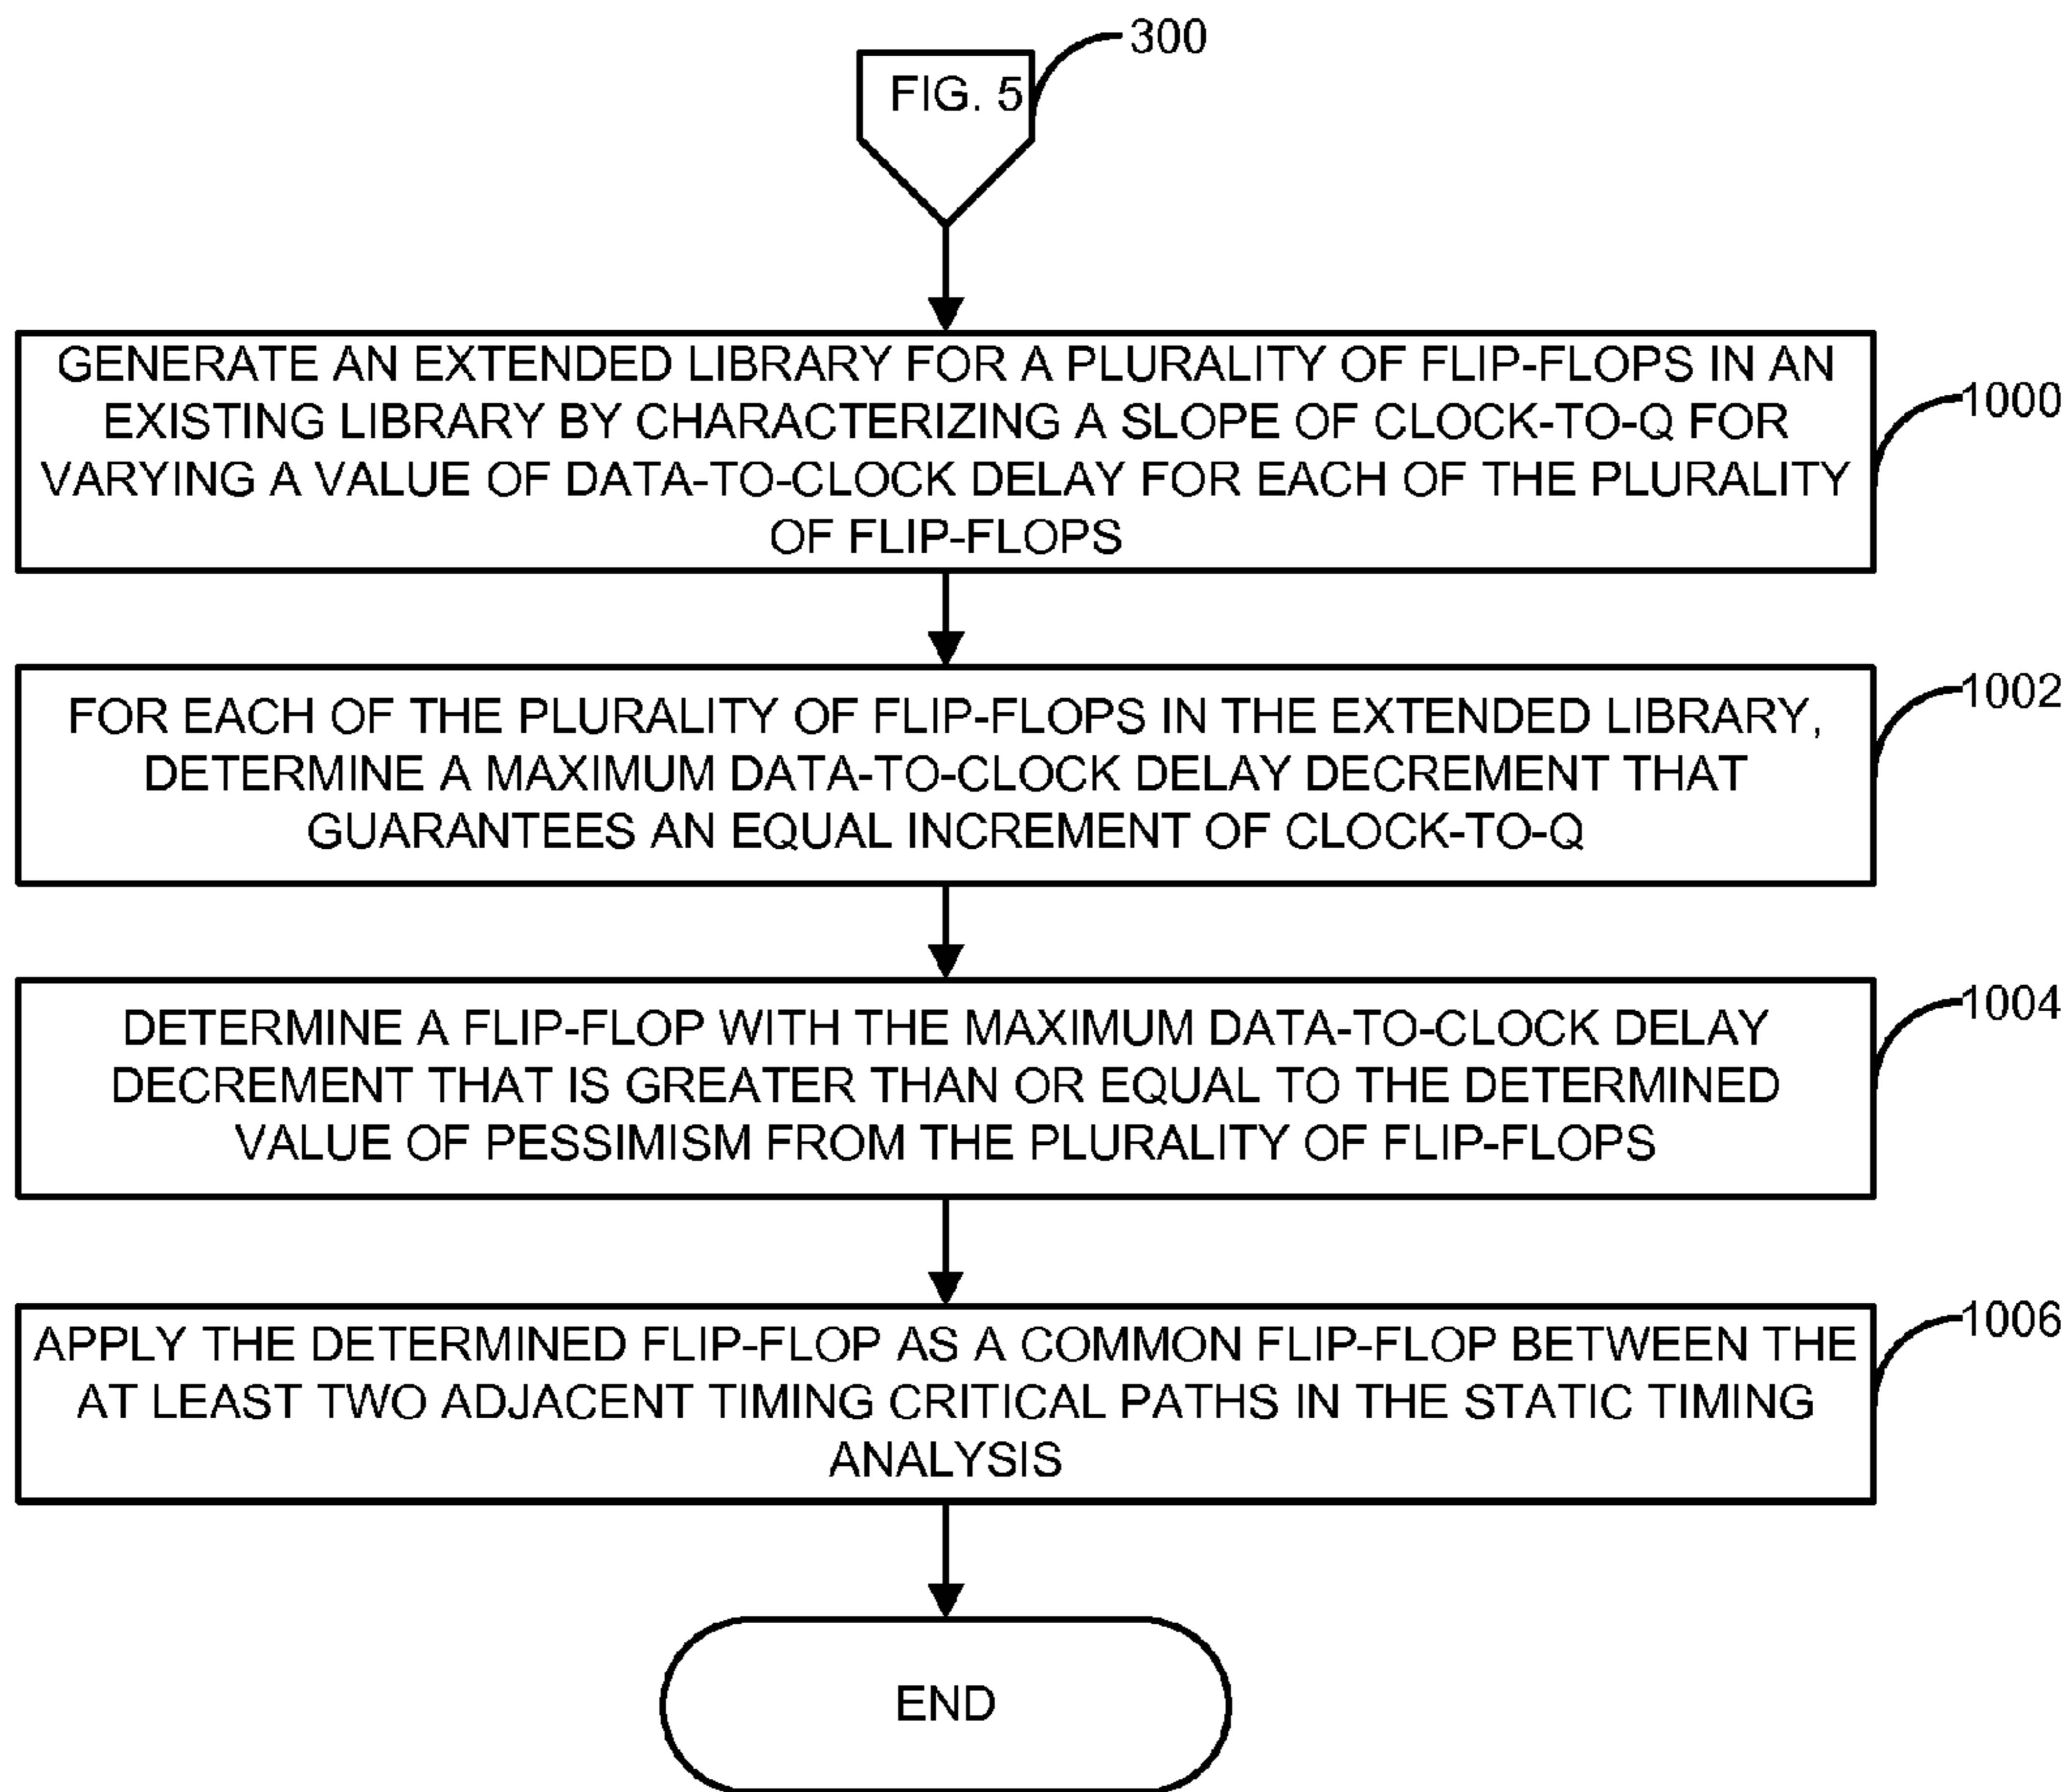 300
FIG. 5
GENERATE AN EXTENDED LIBRARY FOR A PLURALITY OF FLIP-FLOPS IN AN
EXISTING LIBRARY BY CHARACTERIZING A SLOPE OF CLOCK-TO-Q FOR
VARYING A VALUE OF DATA-TO-CLOCK DELAY FOR EACH OF THE PLURALITY
OF FLIP-FLOPS
1000
FOR EACH OF THE PLURALITY OF FLIP-FLOPS IN THE EXTENDED LIBRARY,
DETERMINE A MAXIMUM DATA-TO-CLOCK DELAY DECREMENT THAT
GUARANTEES AN EQUAL INCREMENT OF CLOCK-TO-Q
1002
DETERMINE A FLIP-FLOP WITH THE MAXIMUM DATA-TO-CLOCK DELAY
DECREMENT THAT IS GREATER THAN OR EQUAL TO THE DETERMINED
VALUE OF PESSIMISM FROM THE PLURALITY OF FLIP-FLOPS
1004
APPLY THE DETERMINED FLIP-FLOP AS A COMMON FLIP-FLOP BETWEEN THE
AT LEAST TWO ADJACENT TIMING CRITICAL PATHS IN THE STATIC TIMING
ANALYSIS
1006
END